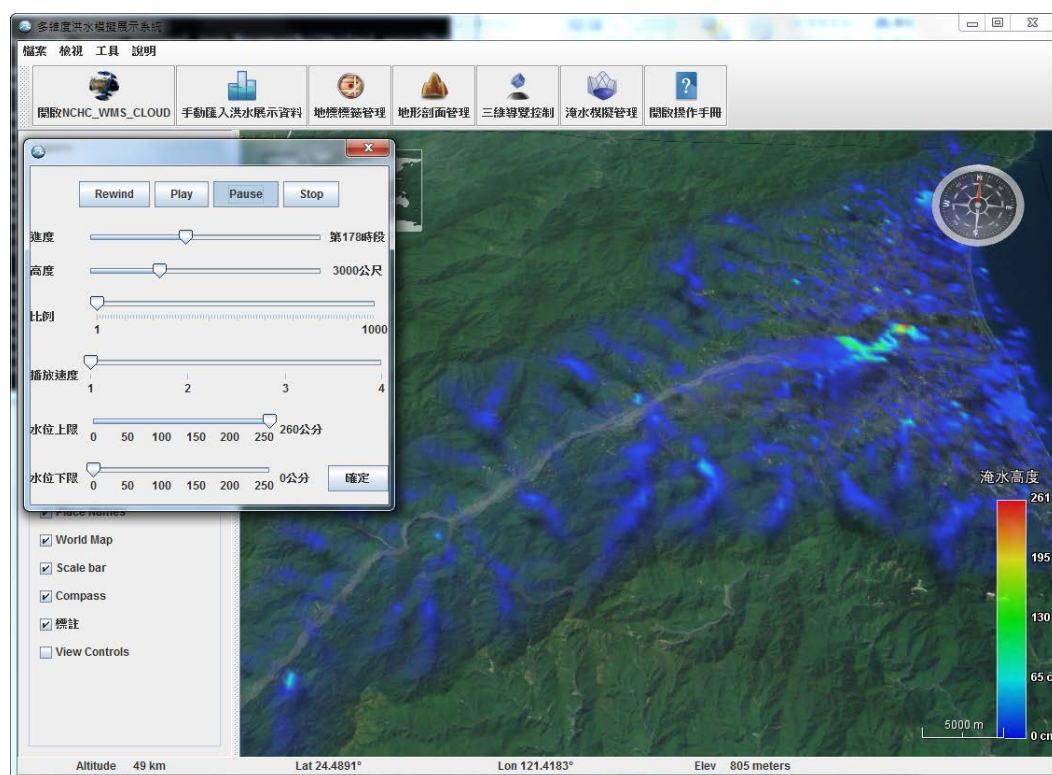 多維度洪水模擬展示系統
檔案 檢視 工具 說明
開啟NCHC_WMS_CLOUD 手動匯入洪水展示資料 地標標籤管理 地形剖面管理 三維導覽控制 淹水模擬管理 開啟操作手冊
Rewind Play Pause Stop
進度 第178時段
高度 3000公尺
比例
1 1000
播放速度
1 2 3 4
水位上限 260公分
0 50 100 150 200 250
水位下限 0公分 確定
0 50 100 150 200 250
Place Names
World Map
Scale bar
Compass
標註
View Controls
N
E
S
W
淹水高度
261
195
130
65
0 cm
5000 m
Altitude 49 km Lat 24.4891° Lon 121.4183° Elev 805 meters